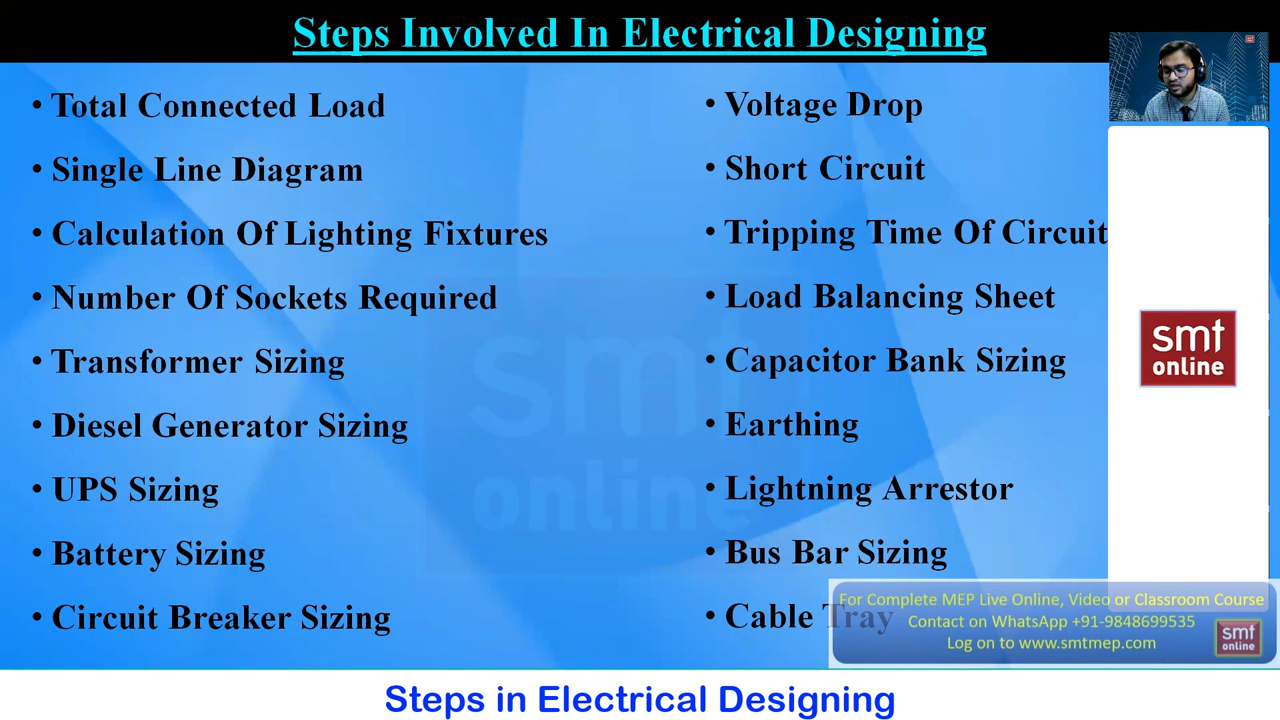 Steps Involved In Electrical Designing
• Total Connected Load
• Single Line Diagram
• Calculation Of Lighting Fixtures
• Number Of Sockets Required
• Transformer Sizing
• Diesel Generator Sizing
• UPS Sizing
• Battery Sizing
• Circuit Breaker Sizing
• Voltage Drop
• Short Circuit
• Tripping Time Of Circuit
• Load Balancing Sheet
• Capacitor Bank Sizing
• Earthing
• Lightning Arrestor
• Bus Bar Sizing
• Cable Tray
smt
online
smt
online
For Complete MEP Live Online, Video or Classroom Course
Contact on WhatsApp +91-9848699535
Log on to www.smtmep.com
smt
online
Steps in Electrical Designing